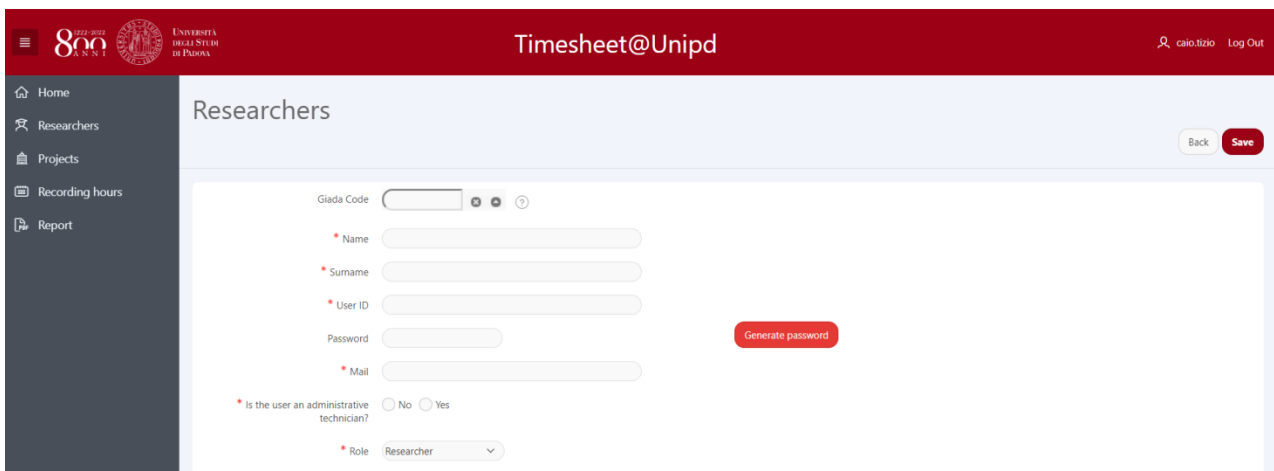 1222-2022
800
ANNI
UNIVERSITÀ
DEGLI STUDI
DI PADOVA
Timesheet@Unipd
caio.tizio Log Out
Home
Researchers
Projects
Recording hours
Report
Researchers
Back Save
Giada Code
* Name
* Surname
* User ID
Password Generate password
* Mail
* Is the user an administrative
technician?
No Yes
* Role Researcher